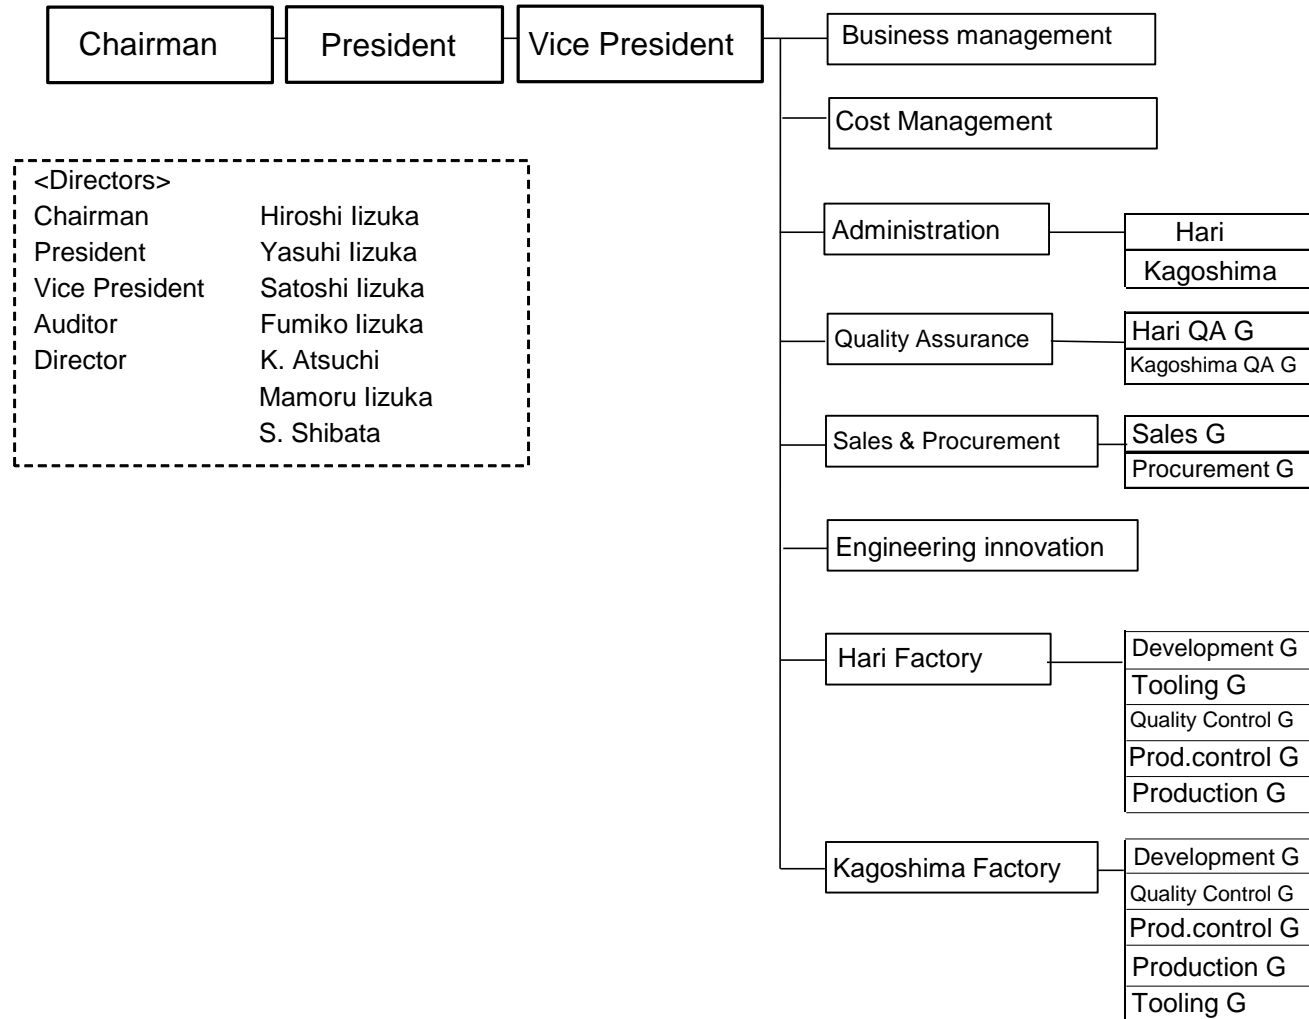 Chairman
President
Vice President
Business management
Cost Management
<Directors>
Chairman Hiroshi Iizuka
President Yasuhi Iizuka
Vice President Satoshi Iizuka
Auditor Fumiko Iizuka
Director K. Atsuchi
Mamoru Iizuka
S. Shibata
Administration
Hari
Kagoshima
Quality Assurance
Hari QA G
Kagoshima QA G
Sales & Procurement
Sales G
Procurement G
Engineering innovation
Hari Factory
Development G
Tooling G
Quality Control G
Prod.control G
Production G
Kagoshima Factory
Development G
Quality Control G
Prod.control G
Production G
Tooling G